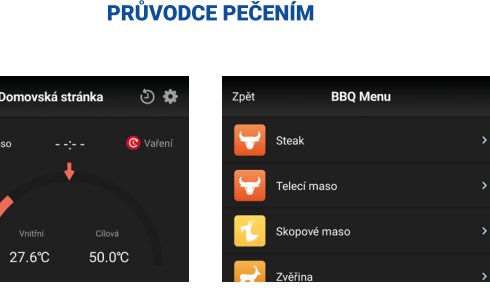 PRŮVODCE PEČENÍM
Domovská stránka
so
--:--
Vaření
Vnitřní
Cílová
27.6℃
50.0℃
Zpět
BBQ Menu
Steak
Telecí maso
Skopové maso
Zvěřina